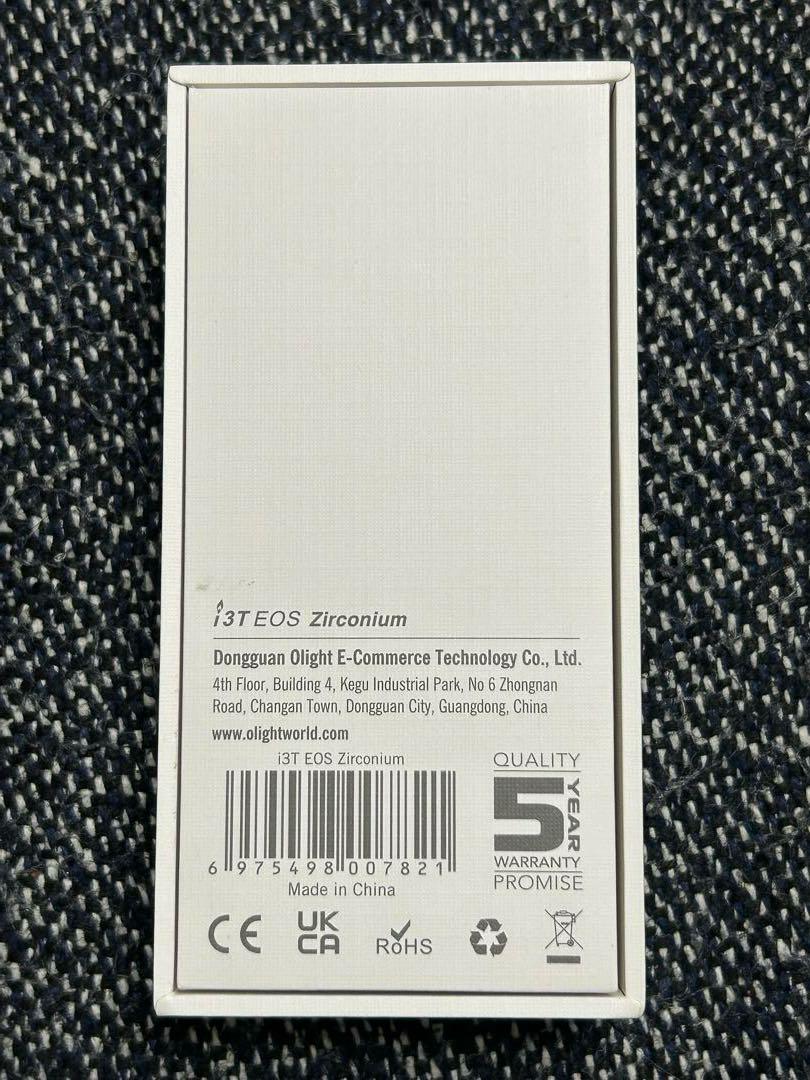 i3T EOS Zirconium
Dongguan Olight E-Commerce Technology Co., Ltd.
4th Floor, Building 4, Kegu Industrial Park, No 6 Zhongnan
Road, Changan Town, Dongguan City, Guangdong, China
www.olightworld.com
i3T EOS Zirconium
6 975498 007821
Made in China
QUALITY
5 YEAR
WARRANTY
PROMISE
CE
UK
CA
RoHS